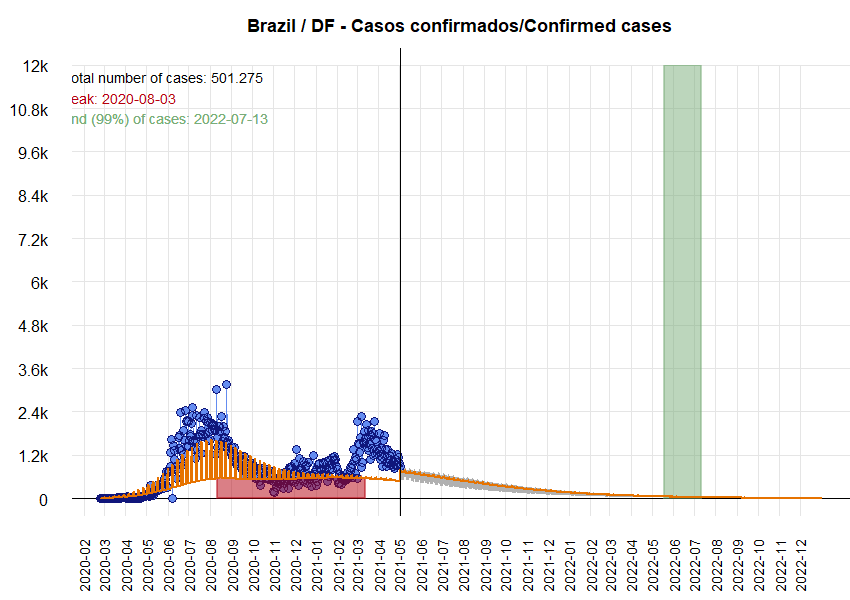 Brazil / DF - Casos confirmados/Confirmed cases
12k
otal number of cases: 501.275
eak: 2020-08-03
10.8k
nd (99%) of cases: 2022-07-13
9.6k
8.4k
7.2k
6k
4.8k
3.6k
2.4k
1.2k
0
2020-02
2020-03
2020-04
2020-05
2020-06
2020-07
2020-08
2020-09
2020-10
2020-11
2020-12
2021-01
2021-02
2021-03
2021-04
2021-05
2021-06
2021-07
2021-08
2021-09
2021-10
2021-11
2021-12
2022-01
2022-02
2022-03
2022-04
2022-05
2022-06
2022-07
2022-08
2022-09
2022-10
2022-11
2022-12